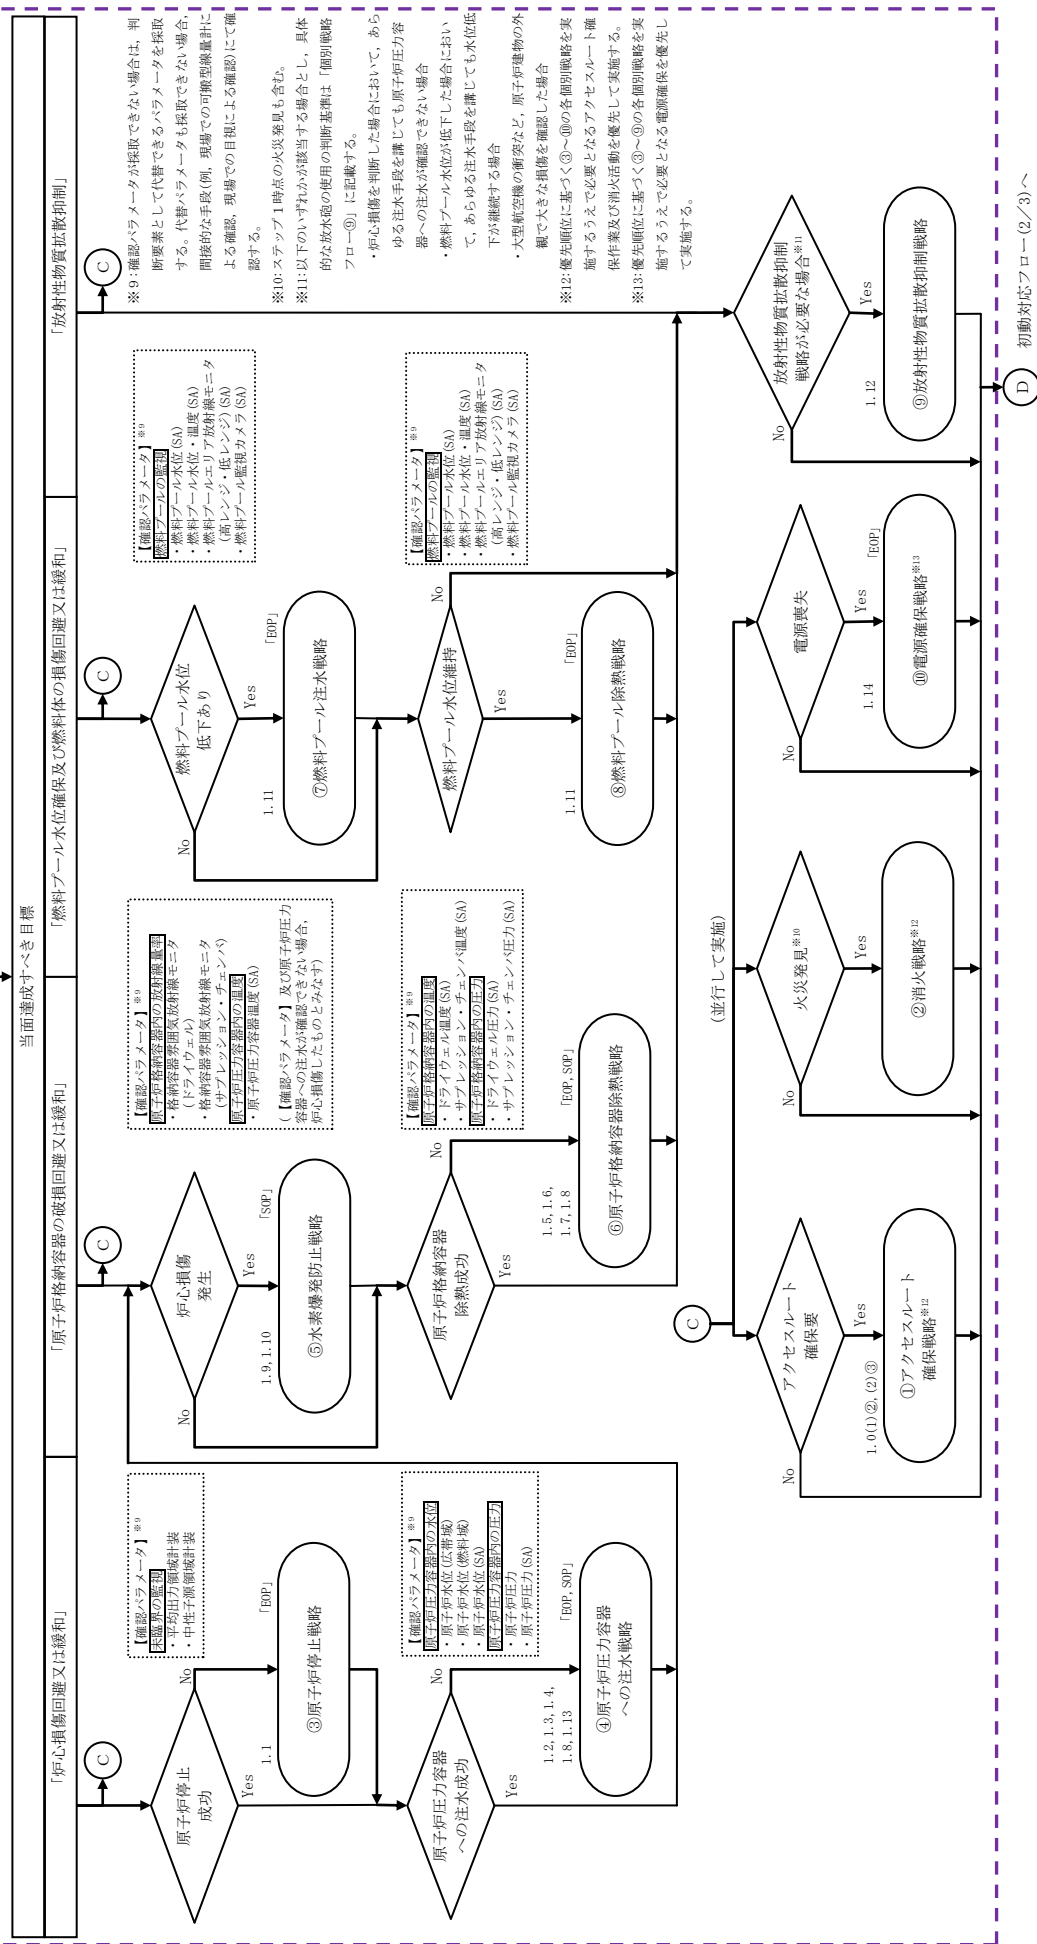 当面達成すべき目標
「炉心損傷回避又は緩和」
「原子炉格納容器の破損回避又は緩和」
「燃料プール水位確保及び燃料体の損傷回避又は緩和」
「放射性物質拡散抑制」
C
原子炉停止
成功
No
Yes
【確認パラメータ】※9
未臨界の監視
・平均出力領域計装
・中性子源領域計装
「EOP」
1.1
③原子炉停止戦略
原子炉圧力容器
への注水成功
No
Yes
【確認パラメータ】※9
原子炉圧力容器内の水位
・原子炉水位(広帯域)
・原子炉水位(燃料域)
・原子炉水位(SA)
原子炉圧力容器内の圧力
・原子炉圧力
・原子炉圧力(SA)
1.2,1.3,1.4,
1.8,1.13
「EOP,SOP」
④原子炉圧力容器
への注水戦略
C
炉心損傷
発生
No
Yes
【確認パラメータ】※9
原子炉格納容器内の放射線量率
・格納容器雰囲気放射線モニタ
(ドライウェル)
・格納容器雰囲気放射線モニタ
(サプレッション・チェンバ)
原子炉圧力容器内の温度
・原子炉圧力容器温度(SA)
(【確認パラメータ】及び原子炉圧力
容器への注水が確認できない場合,
炉心損傷したものとみなす)
1.9,1.10
「SOP」
⑤水素爆発防止戦略
原子炉格納容器
除熱成功
No
Yes
【確認パラメータ】※9
原子炉格納容器内の温度
・ドライウェル温度(SA)
・サプレッション・チェンバ温度(SA)
原子炉格納容器内の圧力
・ドライウェル圧力(SA)
・サプレッション・チェンバ圧力(SA)
1.5,1.6,
1.7,1.8
「EOP,SOP」
⑥原子炉格納容器除熱戦略
C
燃料プール水位
低下あり
No
Yes
【確認パラメータ】※9
燃料プールの監視
・燃料プール水位(SA)
・燃料プール水位・温度(SA)
・燃料プールエリア放射線モニタ
(高レンジ・低レンジ)(SA)
・燃料プール監視カメラ(SA)
1.11
「EOP」
⑦燃料プール注水戦略
燃料プール水位維持
No
Yes
【確認パラメータ】※9
燃料プールの監視
・燃料プール水位(SA)
・燃料プール水位・温度(SA)
・燃料プールエリア放射線モニタ
(高レンジ・低レンジ)(SA)
・燃料プール監視カメラ(SA)
1.11
「EOP」
⑧燃料プール除熱戦略
C
※9:確認パラメータが採取できない場合は,判
断要素として代替できるパラメータを採取
する。代替パラメータも採取できない場合,
間接的な手段(例,現場での可搬型線量計に
よる確認,現場での目視による確認)にて確
認する。
※10:ステップ1時点の火災発見も含む。
※11:以下のいずれかが該当する場合とし,具体
的な放水砲の使用の判断基準は「個別戦略
フロー⑨」に記載する。
・炉心損傷を判断した場合において,あら
ゆる注水手段を講じても原子炉圧力容
器への注水が確認できない場合
・燃料プール水位が低下した場合におい
て,あらゆる注水手段を講じても水位低
下が継続する場合
・大型航空機の衝突など,原子炉建物の外
観で大きな損傷を確認した場合
※12:優先順位に基づく③～⑩の各個別戦略を実
施するうえで必要となるアクセスルート確
保作業及び消火活動を優先して実施する。
※13:優先順位に基づく③～⑨の各個別戦略を実
施するうえで必要となる電源確保を優先し
て実施する。
C
(並行して実施)
アクセスルート
確保要
No
Yes
1.0(1)②,(2)③
①アクセスルート
確保戦略※12
火災発見※10
No
Yes
②消火戦略※12
電源喪失
No
Yes
1.14
「EOP」
⑩電源確保戦略※13
放射性物質拡散抑制
戦略が必要な場合※11
No
Yes
1.12
⑨放射性物質拡散抑制戦略
D
初動対応フロー(2/3)へ